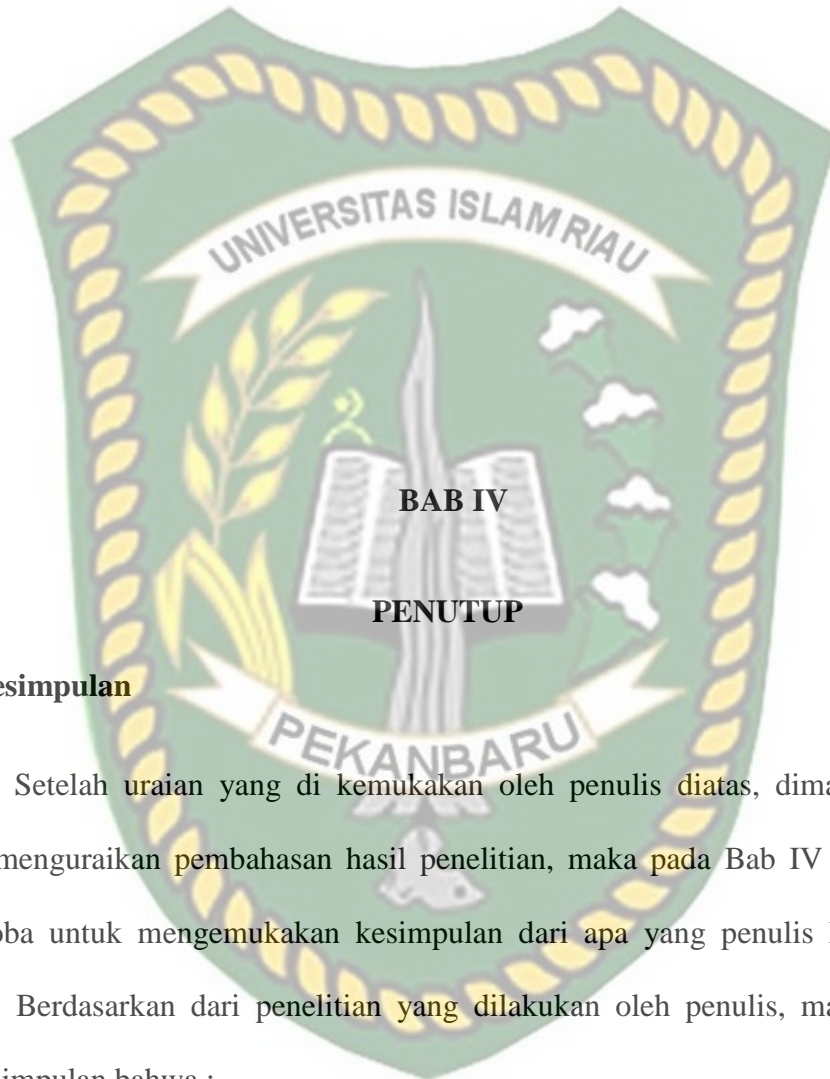 UNIVERSITAS ISLAM RIAU
BAB IV
PENUTUP
esimpulan
PEKANBARU
Setelah uraian yang di kemukakan oleh penulis diatas, dima
menguraikan pembahasan hasil penelitian, maka pada Bab IV
oba untuk mengemukakan kesimpulan dari apa yang penulis
Berdasarkan dari penelitian yang dilakukan oleh penulis, ma
simpulan bahwa :